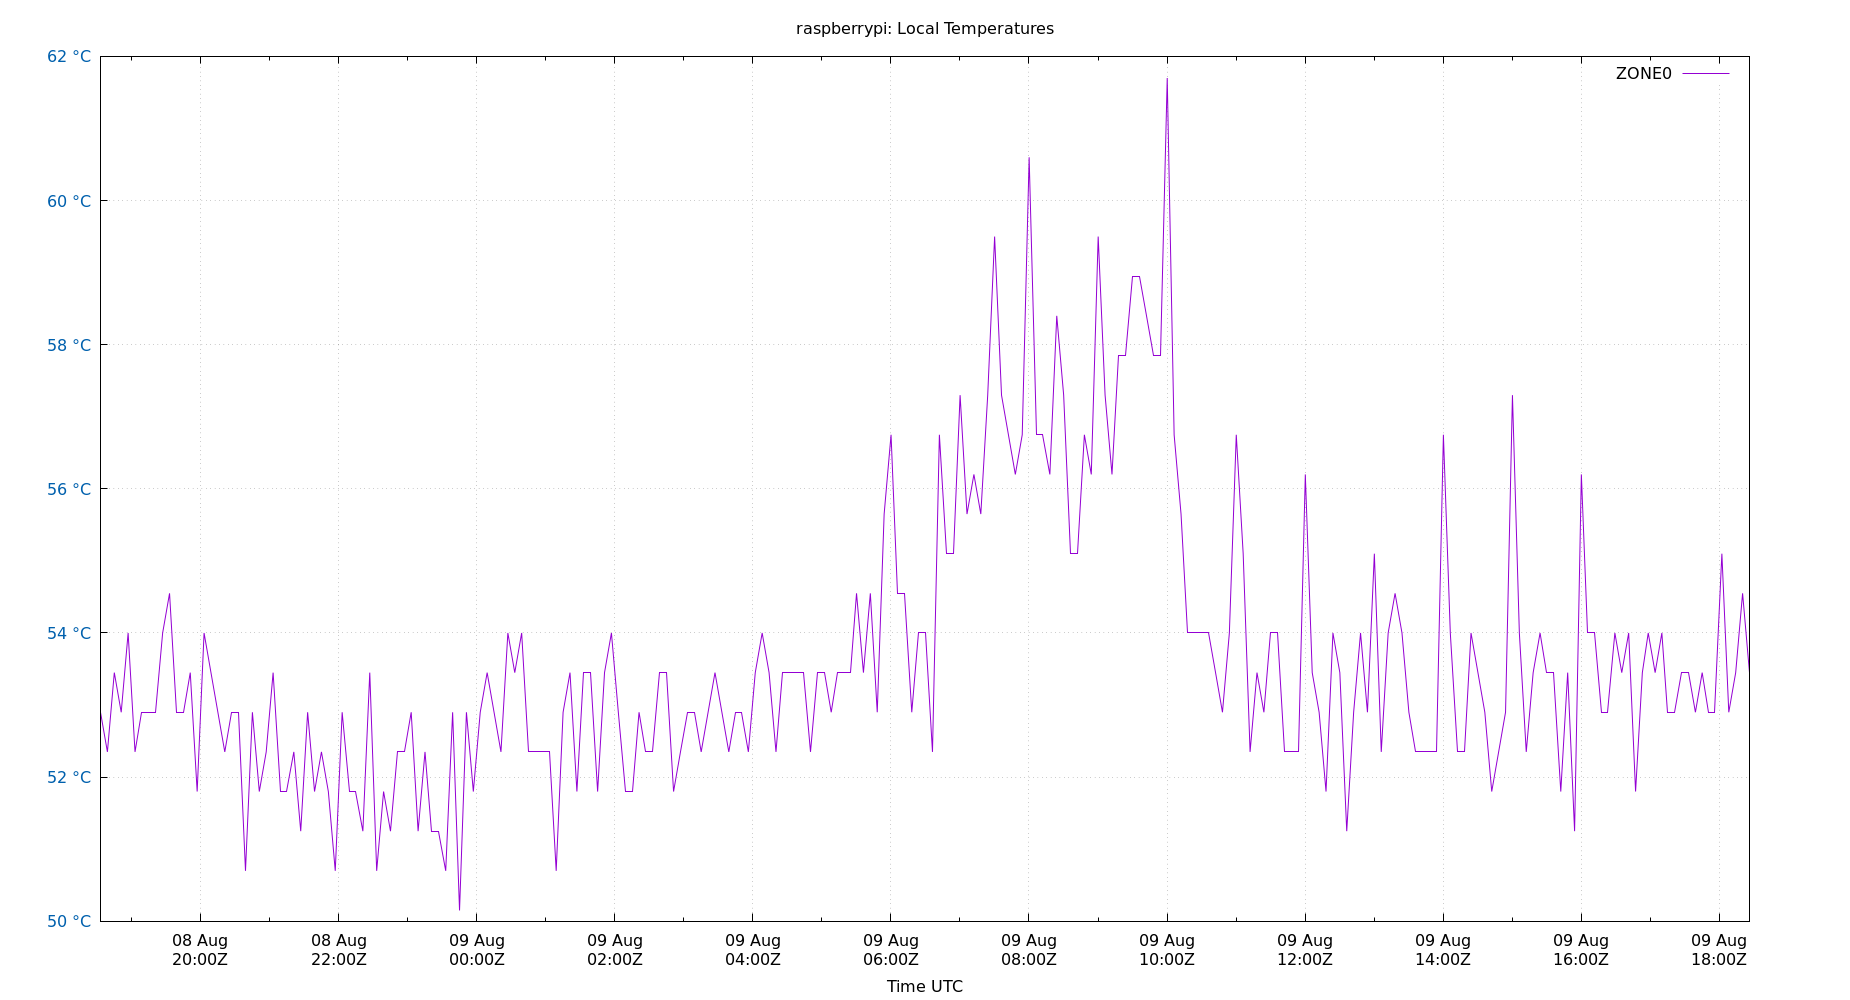 raspberrypi: Local Temperatures
ZONE0
62 °C
60 °C
58 °C
56 °C
54 °C
52 °C
50 °C
08 Aug 08 Aug 09 Aug 09 Aug 09 Aug 09 Aug 09 Aug 09 Aug 09 Aug 09 Aug 09 Aug 09 Aug
20:00Z 22:00Z 00:00Z 02:00Z 04:00Z 06:00Z 08:00Z 10:00Z 12:00Z 14:00Z 16:00Z 18:00Z
Time UTC